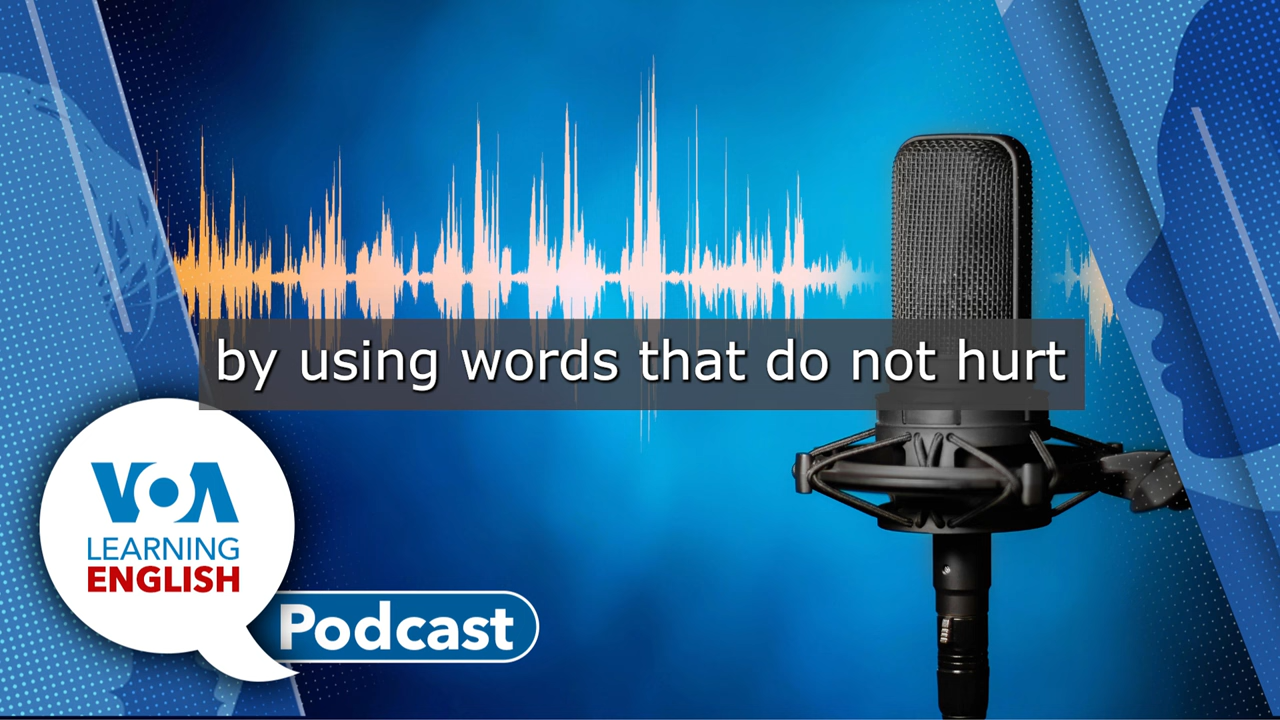 by using words that do not hurt
VOA
LEARNING
ENGLISH
Podcast